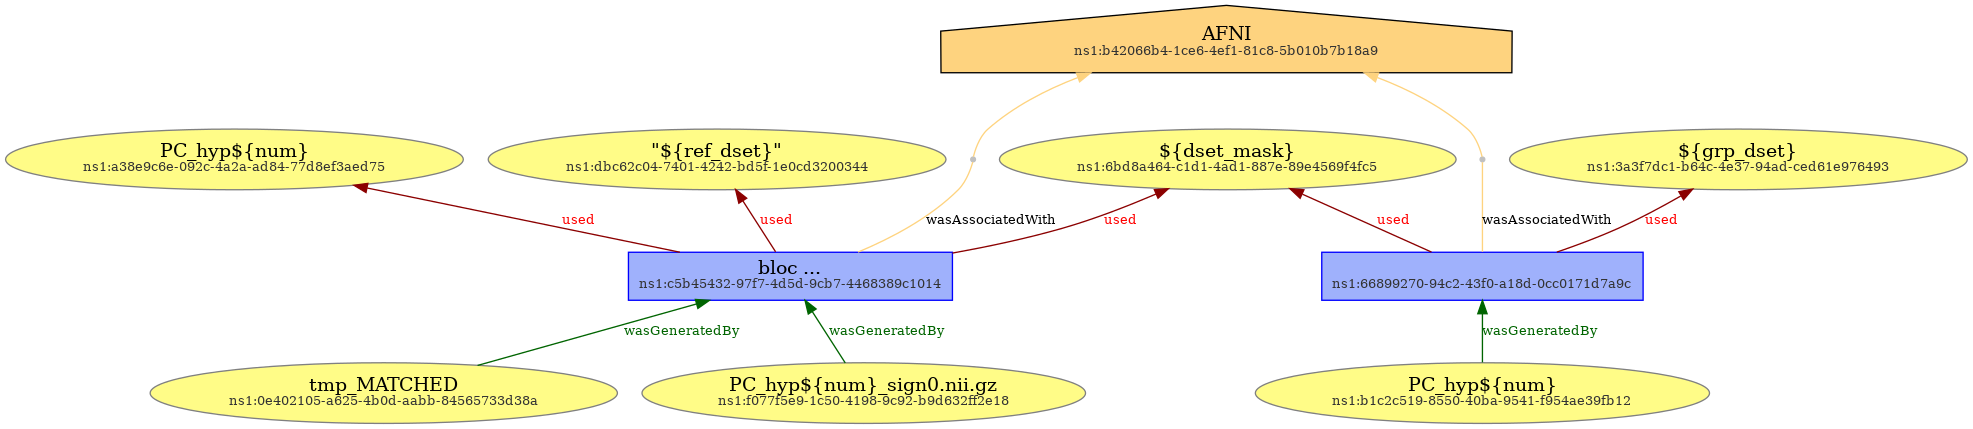 AFNI
ns1:b42066b4-1ce6-4ef1-81c8-5b010b7b18a9
PC_hyp${num}
ns1:a38e9c6e-092c-4a2a-ad84-77d8ef3aed75
"${ref_dset}"
ns1:dbc62c04-7401-4242-bd5f-1e0cd3200344
${dset_mask}
ns1:6bd8a464-c1d1-4ad1-887e-89e4569f4fc5
${grp_dset}
ns1:3a3f7dc1-b64c-4e37-94ad-ced61e976493
used
used
wasAssociatedWith
used
used
wasAssociatedWith
used
bloc ...
ns1:c5b45432-97f7-4d5d-9cb7-4468389c1014
ns1:66899270-94c2-43f0-a18d-0cc0171d7a9c
wasGeneratedBy
wasGeneratedBy
wasGeneratedBy
tmp_MATCHED
ns1:0e402105-a625-4b0d-aabb-84565733d38a
PC_hyp${num}_sign0.nii.gz
ns1:f077f5e9-1c50-4198-9c92-b9d632ff2e18
PC_hyp${num}
ns1:b1c2c519-8550-40ba-9541-f954ae39fb12